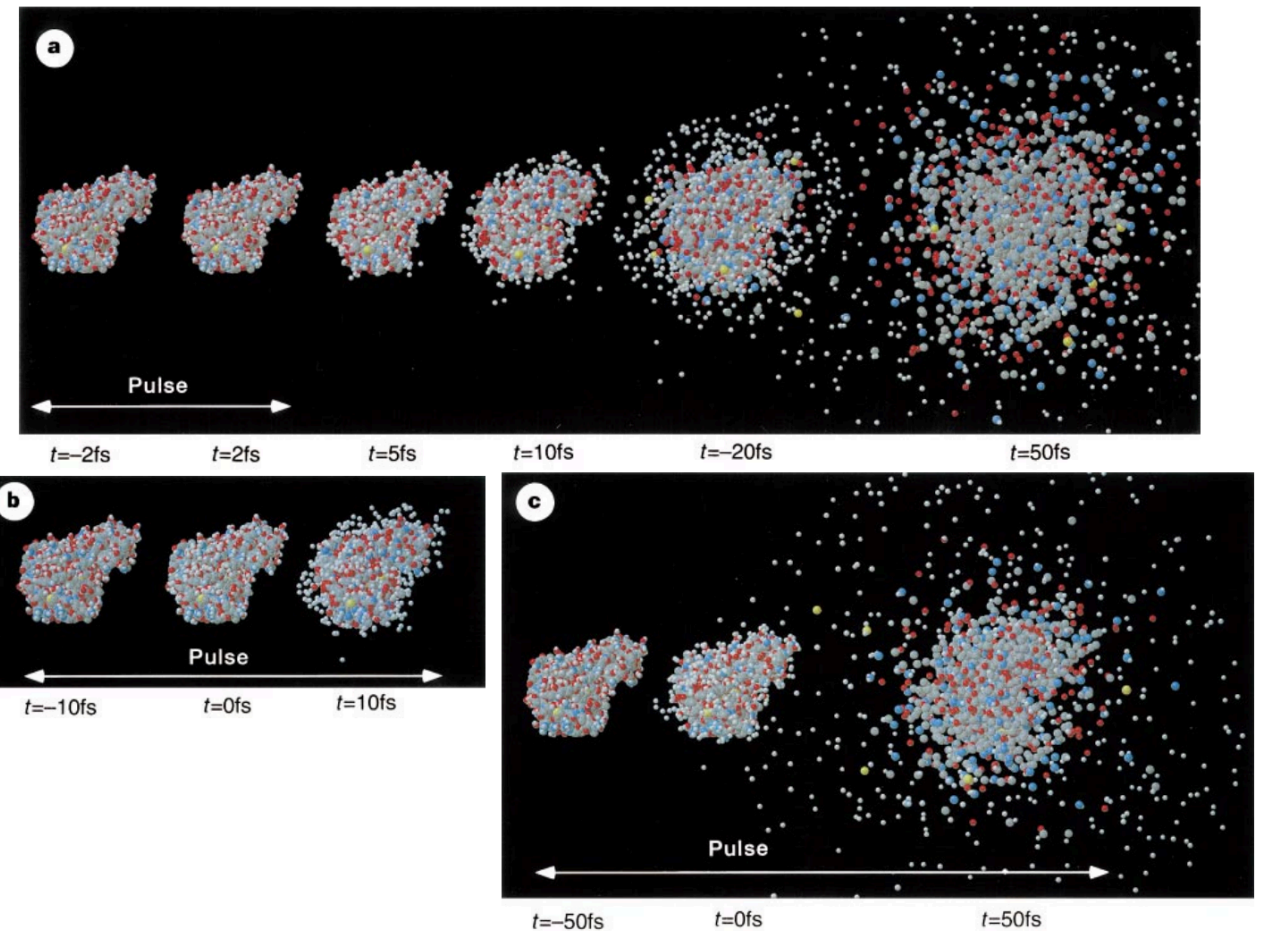 a
Pulse
t=–2fs t=2fs t=5fs t=10fs t=–20fs t=50fs
b
Pulse
t=–10fs t=0fs t=10fs
c
Pulse
t=–50fs t=0fs t=50fs